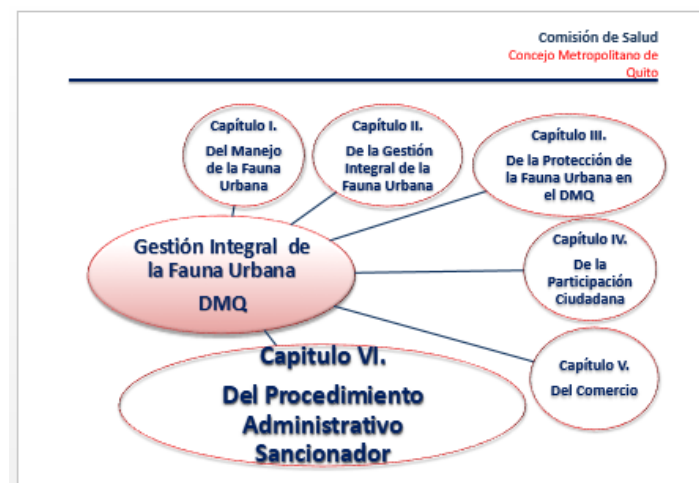 Comisión de Salud
Concejo Metropolitano de
Quito
Capítulo I.
Del Manejo
de la Fauna
Urbana
Capítulo II.
De la Gestión
Integral de la
Fauna Urbana
Capítulo III.
De la Protección de
la Fauna Urbana en
el DMQ
Gestión Integral de
la Fauna Urbana
DMQ
Capítulo IV.
De la
Participación
Ciudadana
Capítulo V.
Del Comercio
Capitulo VI.
Del Procedimiento
Administrativo
Sancionador